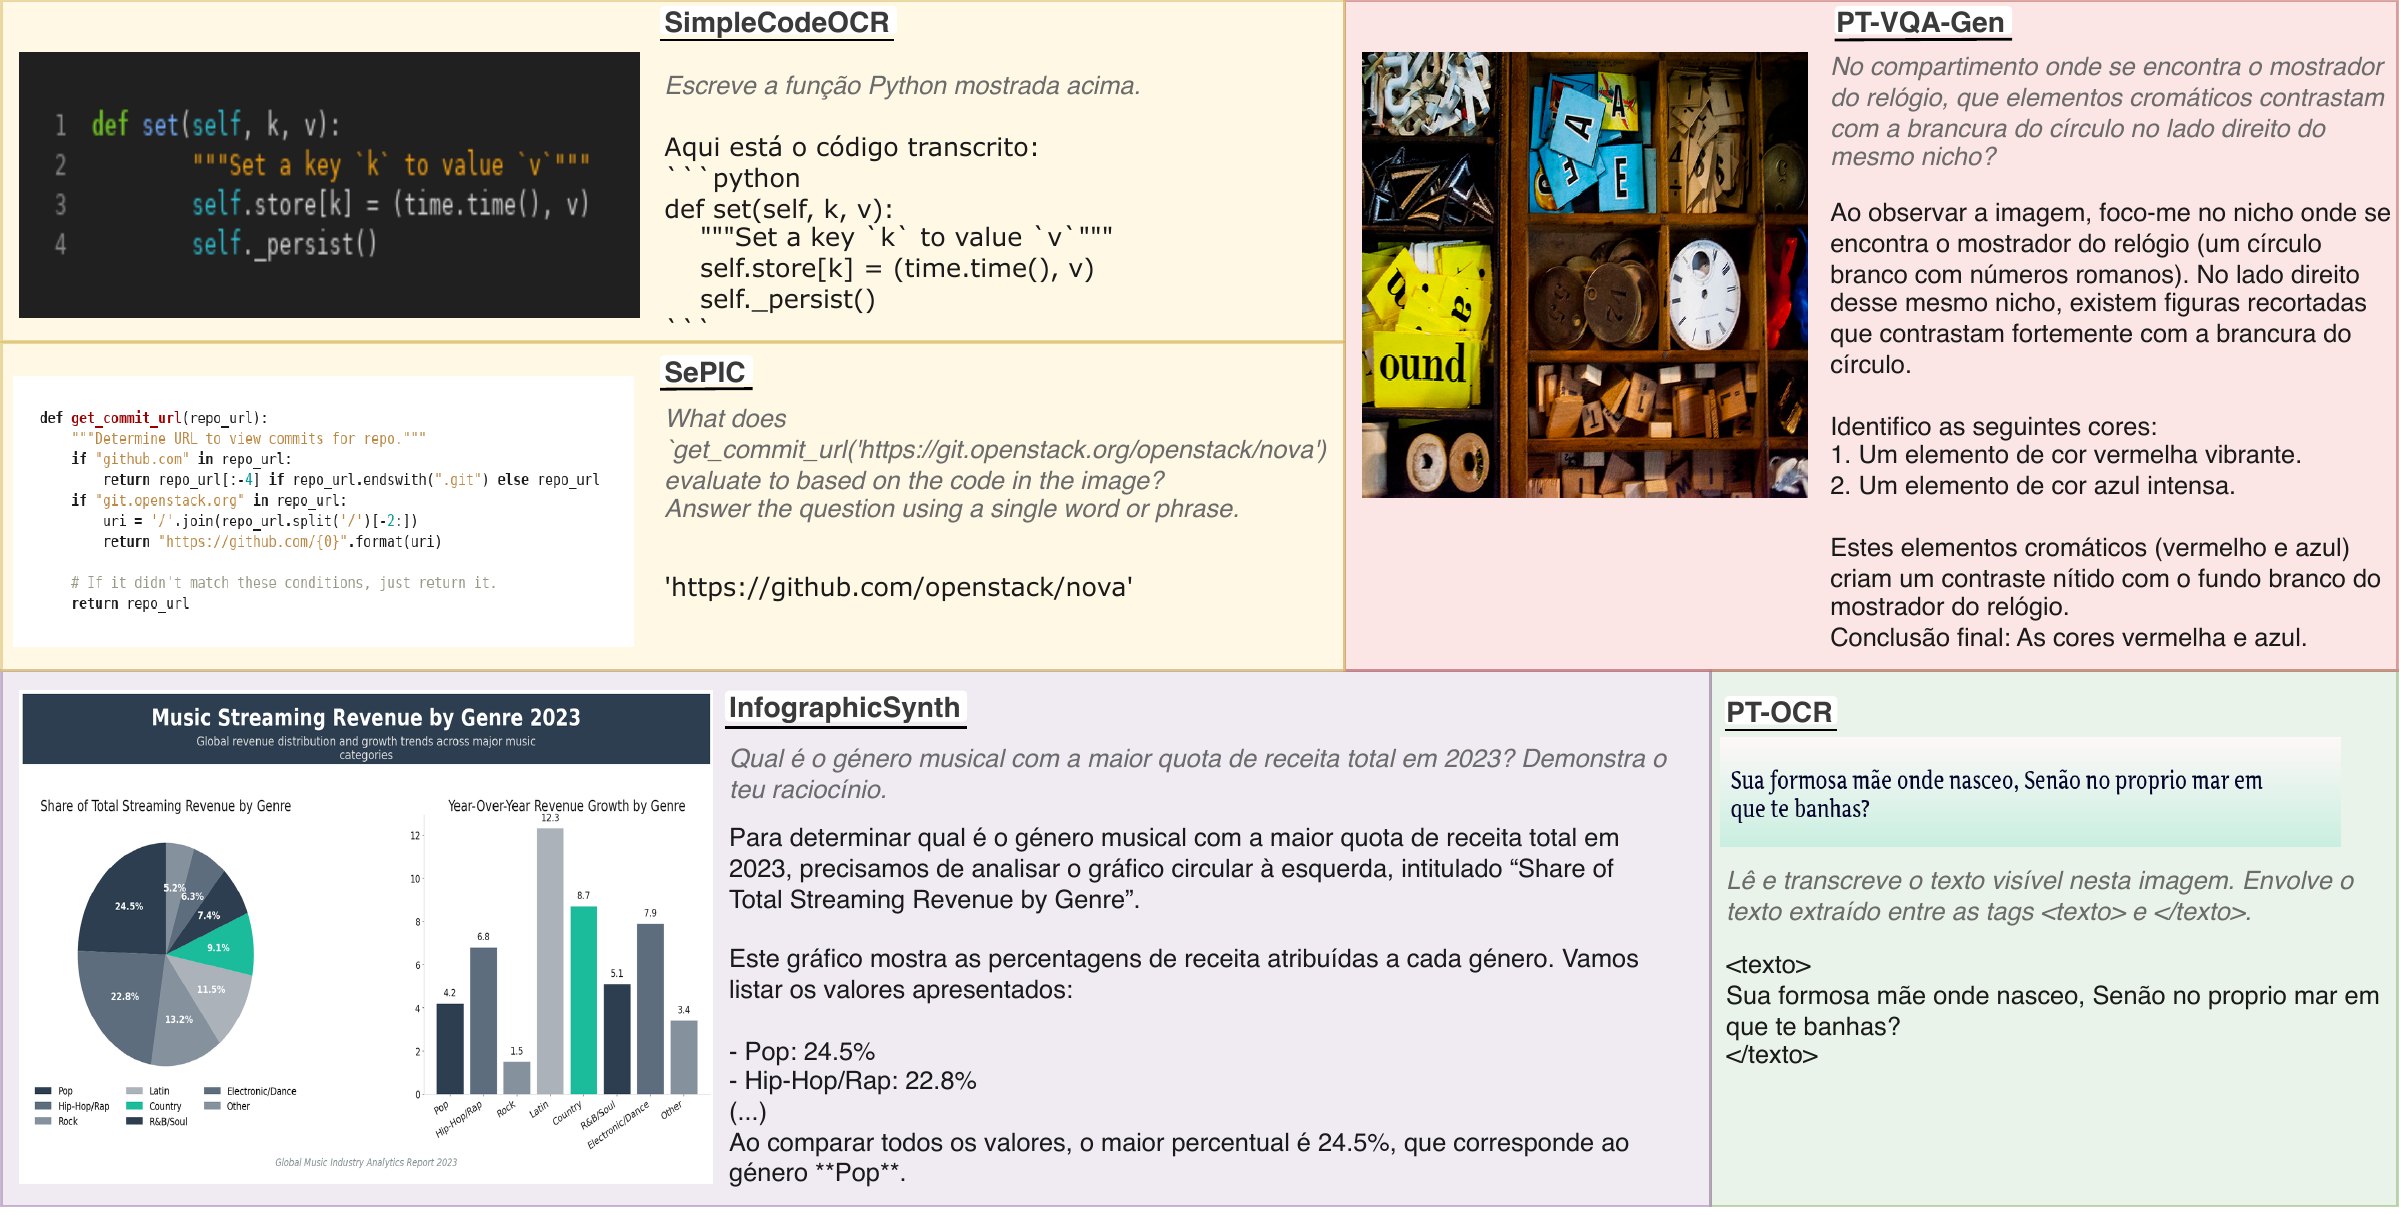 SimpleCodeOCR
1 def set(self, k, v):
2 """Set a key `k` to value `v`"""
3 self.store[k] = (time.time(), v)
4 self._persist()
Escreve a função Python mostrada acima.
Aqui está o código transcrito:
```python
def set(self, k, v):
"""Set a key `k` to value `v`"""
self.store[k] = (time.time(), v)
self._persist()
```
SePIC
def get_commit_url(repo_url):
"""Determine URL to view commits for repo."""
if "github.com" in repo_url:
return repo_url[:-4] if repo_url.endswith(".git") else repo_url
if "git.openstack.org" in repo_url:
uri = '/'.join(repo_url.split('/')[-2:])
return "https://github.com/{0}".format(uri)
# If it didn't match these conditions, just return it.
return repo_url
What does
`get_commit_url('https://git.openstack.org/openstack/nova')
evaluate to based on the code in the image?
Answer the question using a single word or phrase.
'https://github.com/openstack/nova'
PT-VQA-Gen
A
A
E
ound
No compartimento onde se encontra o mostrador
do relógio, que elementos cromáticos contrastam
com a brancura do círculo no lado direito do
mesmo nicho?
Ao observar a imagem, foco-me no nicho onde se
encontra o mostrador do relógio (um círculo
branco com números romanos). No lado direito
desse mesmo nicho, existem figuras recortadas
que contrastam fortemente com a brancura do
círculo.
Identifico as seguintes cores:
1. Um elemento de cor vermelha vibrante.
2. Um elemento de cor azul intensa.
Estes elementos cromáticos (vermelho e azul)
criam um contraste nítido com o fundo branco do
mostrador do relógio.
Conclusão final: As cores vermelha e azul.
InfographicSynth
Music Streaming Revenue by Genre 2023
Global revenue distribution and growth trends across major music
categories
Share of Total Streaming Revenue by Genre
24.5%
5.2%
6.3%
7.4%
9.1%
11.5%
13.2%
22.8%
Pop
Hip-Hop/Rap
Rock
Latin
Country
R&B/Soul
Electronic/Dance
Other
Year-Over-Year Revenue Growth by Genre
12
10
8
6
4
2
0
4.2
6.8
1.5
12.3
8.7
5.1
7.9
3.4
Pop
Hip-Hop/Rap
Rock
Latin
Country
R&B/Soul
Electronic/Dance
Other
Global Music Industry Analytics Report 2023
Qual é o género musical com a maior quota de receita total em 2023? Demonstra o
teu raciocínio.
Para determinar qual é o género musical com a maior quota de receita total em
2023, precisamos de analisar o gráfico circular à esquerda, intitulado “Share of
Total Streaming Revenue by Genre”.
Este gráfico mostra as percentagens de receita atribuídas a cada género. Vamos
listar os valores apresentados:
- Pop: 24.5%
- Hip-Hop/Rap: 22.8%
(...)
Ao comparar todos os valores, o maior percentual é 24.5%, que corresponde ao
género **Pop**.
PT-OCR
Sua formosa mãe onde nasceo, Senão no proprio mar em
que te banhas?
Lê e transcreve o texto visível nesta imagem. Envolve o
texto extraído entre as tags <texto> e </texto>.
<texto>
Sua formosa mãe onde nasceo, Senão no proprio mar em
que te banhas?
</texto>